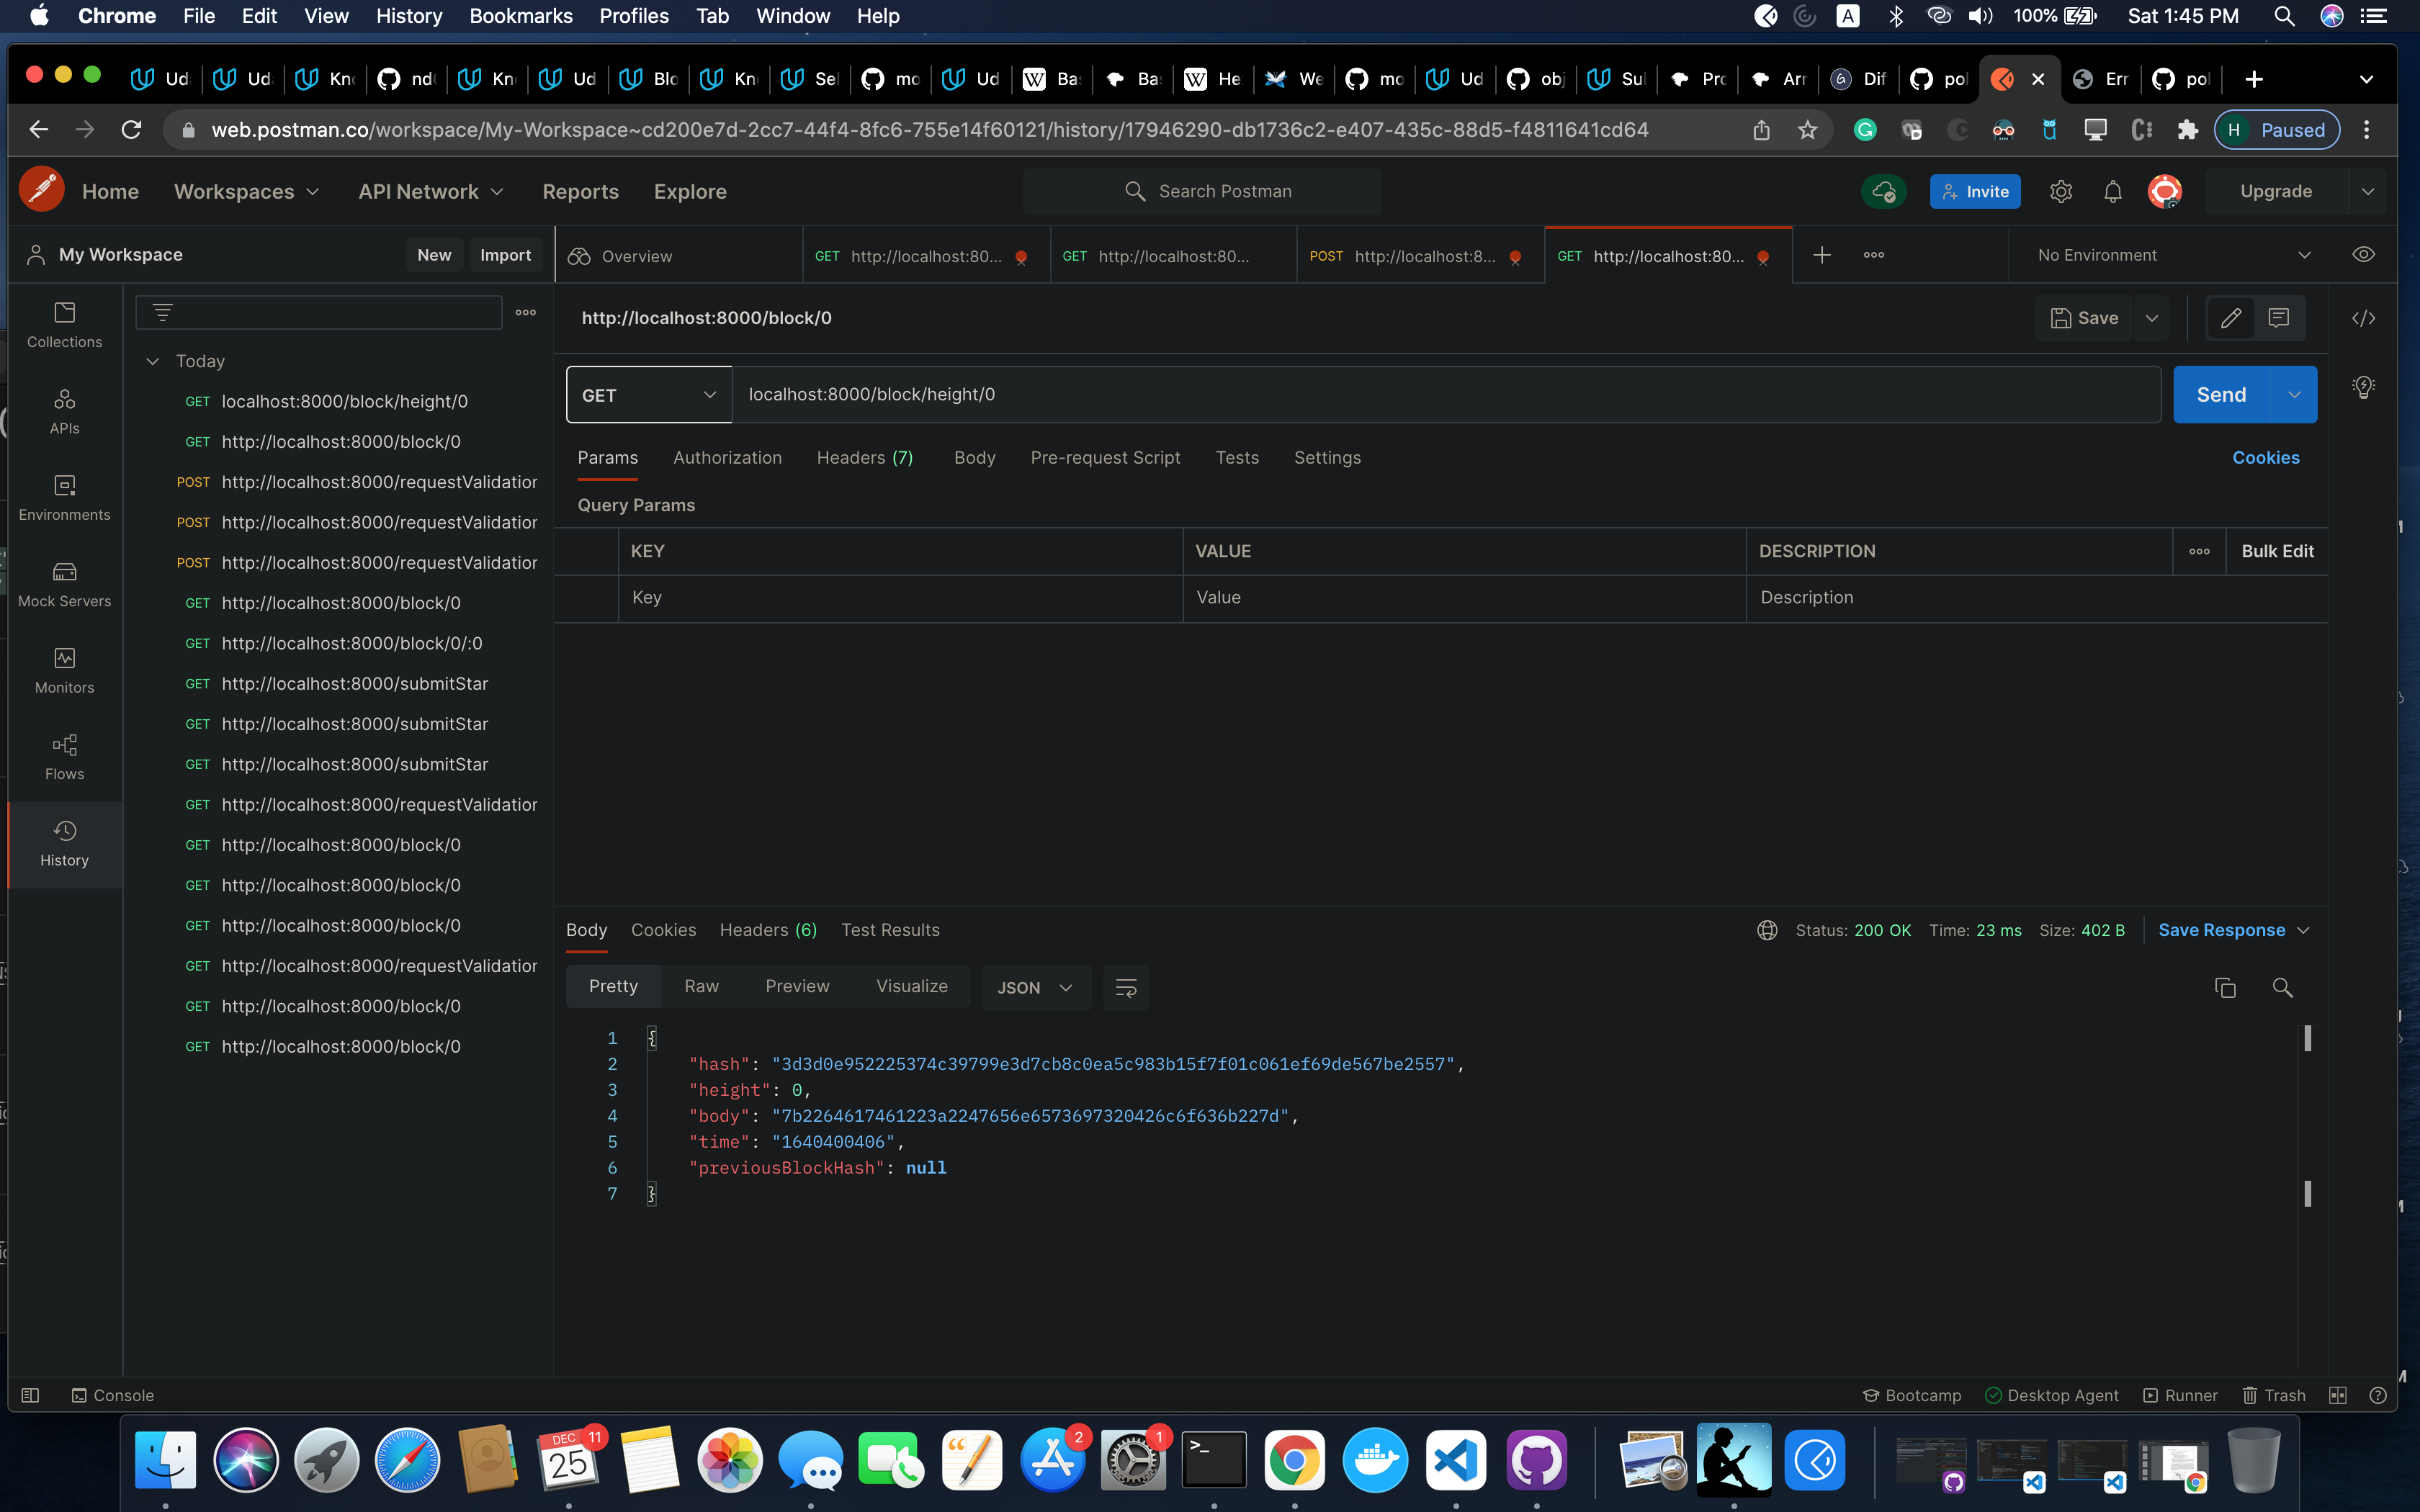 Chrome File Edit View History Bookmarks Profiles Tab Window Help
A 100% Sat 1:45 PM
Ud Ud Kn nd Kn Ud Blo Kn Sel mo Ud Ba Ba He We mo Ud obj Sul Pro Arr Dif pol Err pol
web.postman.co/workspace/My-Workspace~cd200e7d-2cc7-44f4-8fc6-755e14f60121/history/17946290-db1736c2-e407-435c-88d5-f4811641cd64
H Paused
Home Workspaces API Network Reports Explore
Search Postman
Invite Upgrade
My Workspace New Import
Overview GET http://localhost:80... GET http://localhost:80... POST http://localhost:8... GET http://localhost:80... No Environment
Collections
APIs
Environments
Mock Servers
Monitors
Flows
History
Today
GET localhost:8000/block/height/0
GET http://localhost:8000/block/0
POST http://localhost:8000/requestValidation
POST http://localhost:8000/requestValidation
POST http://localhost:8000/requestValidation
GET http://localhost:8000/block/0
GET http://localhost:8000/block/0/:0
GET http://localhost:8000/submitStar
GET http://localhost:8000/submitStar
GET http://localhost:8000/submitStar
GET http://localhost:8000/requestValidation
GET http://localhost:8000/block/0
GET http://localhost:8000/block/0
GET http://localhost:8000/block/0
GET http://localhost:8000/requestValidation
GET http://localhost:8000/block/0
GET http://localhost:8000/block/0
http://localhost:8000/block/0
Save
GET localhost:8000/block/height/0 Send
Params Authorization Headers (7) Body Pre-request Script Tests Settings Cookies
Query Params
KEY VALUE DESCRIPTION Bulk Edit
Key Value Description
Body Cookies Headers (6) Test Results
Status: 200 OK Time: 23 ms Size: 402 B Save Response
Pretty Raw Preview Visualize JSON
1 {
2 "hash": "3d3d0e952225374c39799e3d7cb8c0ea5c983b15f7f01c061ef69de567be2557",
3 "height": 0,
4 "body": "7b2264617461223a2247656e6573697320426c6f636b227d",
5 "time": "1640400406",
6 "previousBlockHash": null
7 }
Console
Bootcamp Desktop Agent Runner Trash
DEC 25 11 2 1